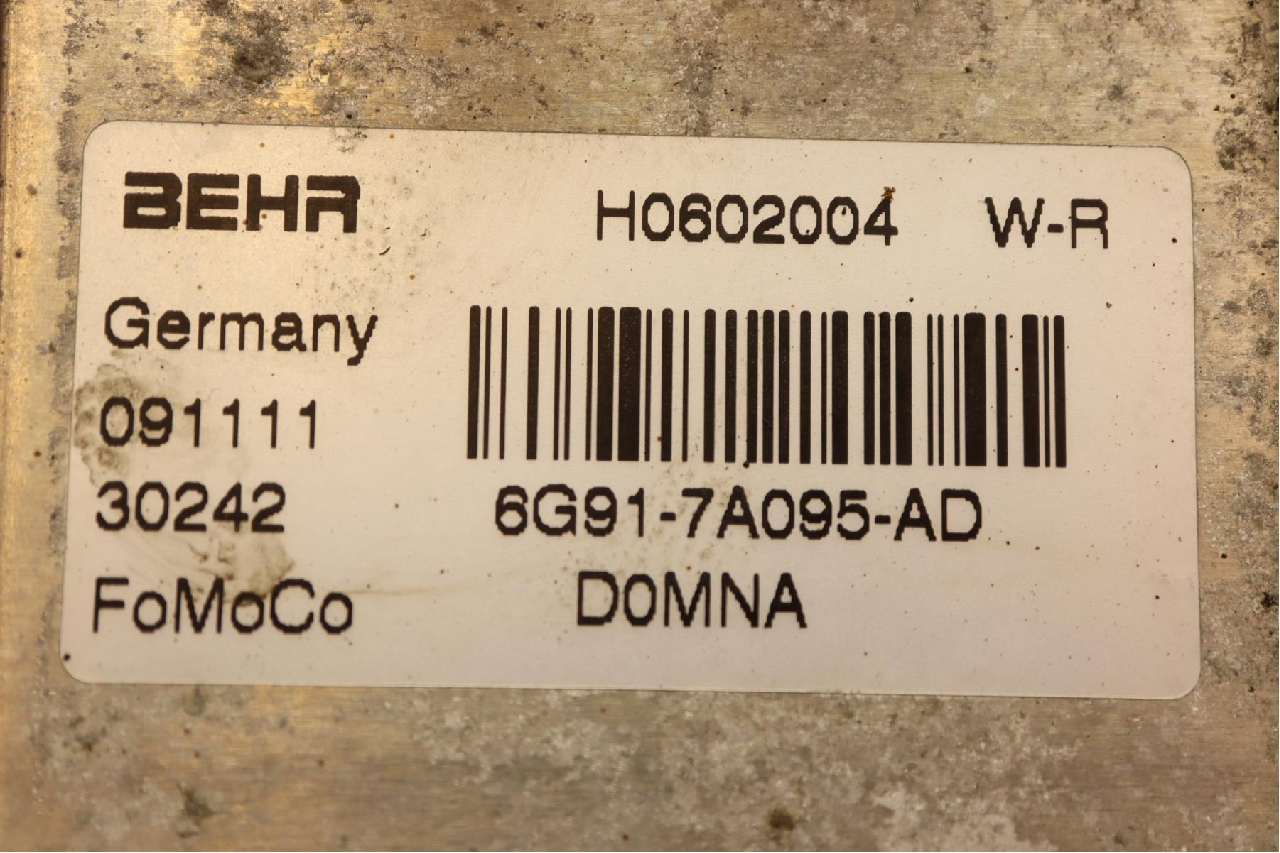 BEHR H0602004 W-R
Germany
091111
30242 6G91-7A095-AD
FoMoCo D0MNA